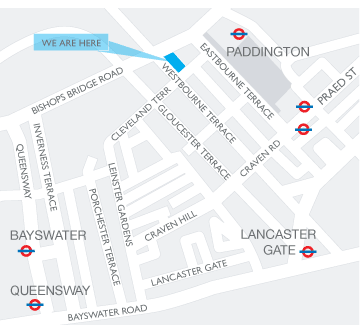 WE ARE HERE
PADDINGTON
EASTBOURNE TERRACE
WESTBOURNE TERRACE
PRAED ST
BISHOPS BRIDGE ROAD
CLEVELAND TERR
GLOUCESTER TERRACE
CRAVEN RD
INVERNESS TERRACE
QUEENSWAY
LEINSTER GARDENS
PORCHESTER TERRACE
CRAVEN HILL
BAYSWATER
LANCASTER
GATE
LANCASTER GATE
QUEENSWAY
BAYSWATER ROAD